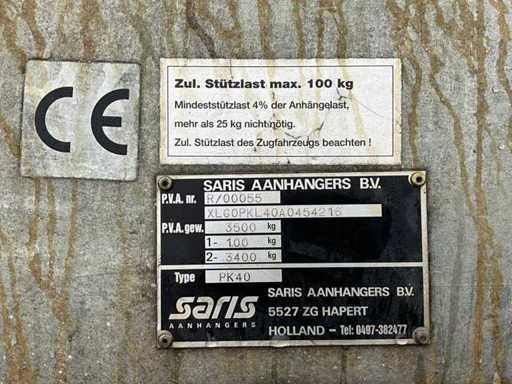 CE
Zul. Stützlast max. 100 kg
Mindeststützlast 4% der Anhängelast,
mehr als 25 kg nicht nötig.
Zul. Stützlast des Zugfahrzeugs beachten !
SARIS AANHANGERS B.V.
P.V.A. nr. R/00055
XLGOPKL40A0454216
P.V.A. gew. 3500 kg
1- 100 kg
2- 3400 kg
Type PK40
saris
AANHANGERS
SARIS AANHANGERS B.V.
5527 ZG HAPERT
HOLLAND - Tel: 0497-382477